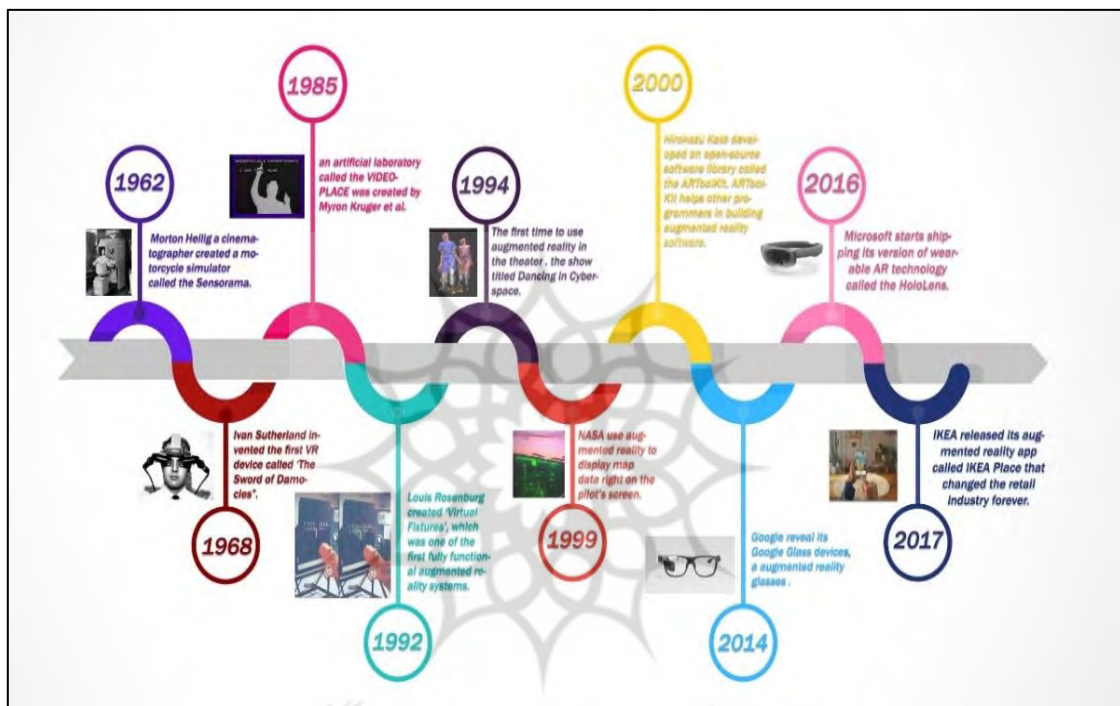 1962
Morton Heilig a cinema-
tographer created a mo-
torcycle simulator
called the Sensorama.
1985
an artificial laboratory
called the VIDEO-
PLACE was created by
Myron Kruger et al.
1994
The first time to use
augmented reality in
the theater , the show
titled Dancing in Cyber-
space.
2000
Hirokazu Kato devel-
oped an open-source
software library called
the ARToolKit. ARTool-
Kit helps other pro-
grammers in building
augmented reality
software.
2016
Microsoft starts ship-
ping its version of wear-
able AR technology
called the HoloLens.
Ivan Sutherland in-
vented the first VR
device called 'The
Sword of Damo-
cles".
1968
Louis Rosenburg
created 'Virtual
Fixtures', which
was one of the
first fully function-
al augmented re-
ality systems.
1992
NASA use aug-
mented reality to
display map
data right on the
pilot's screen.
1999
Google reveal its
Google Glass devices,
a augmented reality
glasses .
2014
IKEA released its aug-
mented reality app
called IKEA Place that
changed the retail
industry forever.
2017